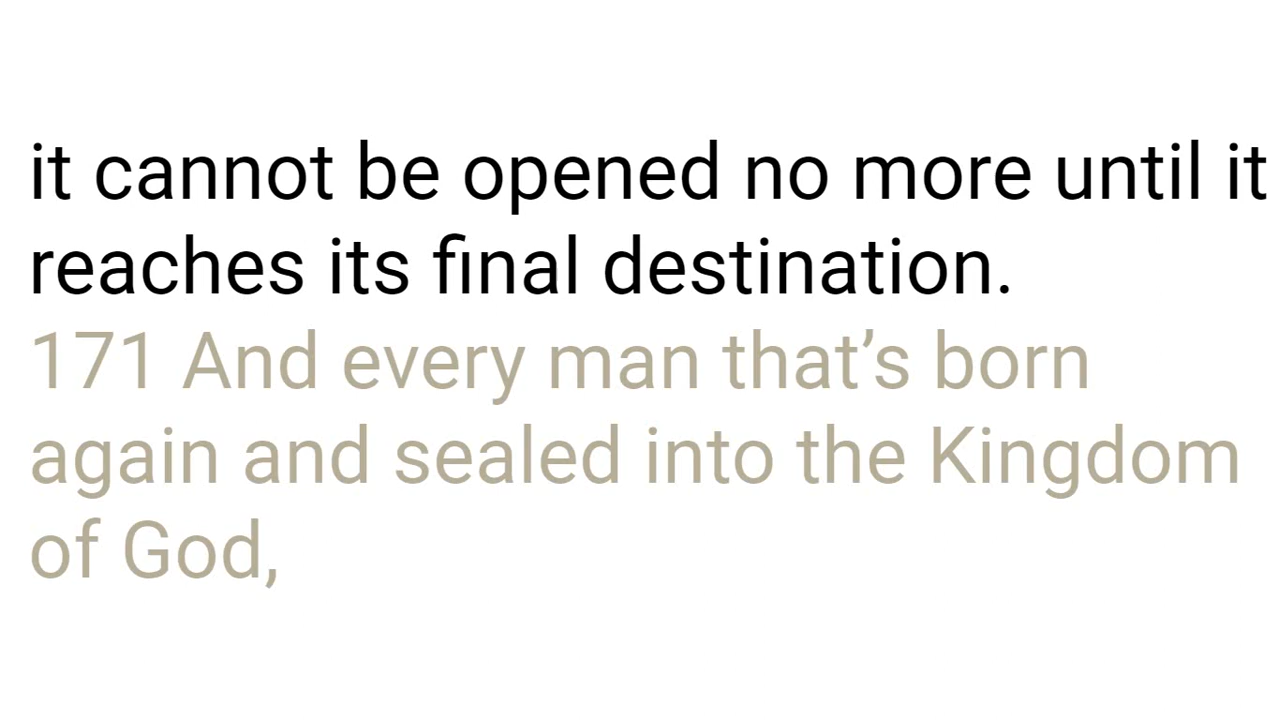 it cannot be opened no more until it
reaches its final destination.
171 And every man that’s born
again and sealed into the Kingdom
of God,